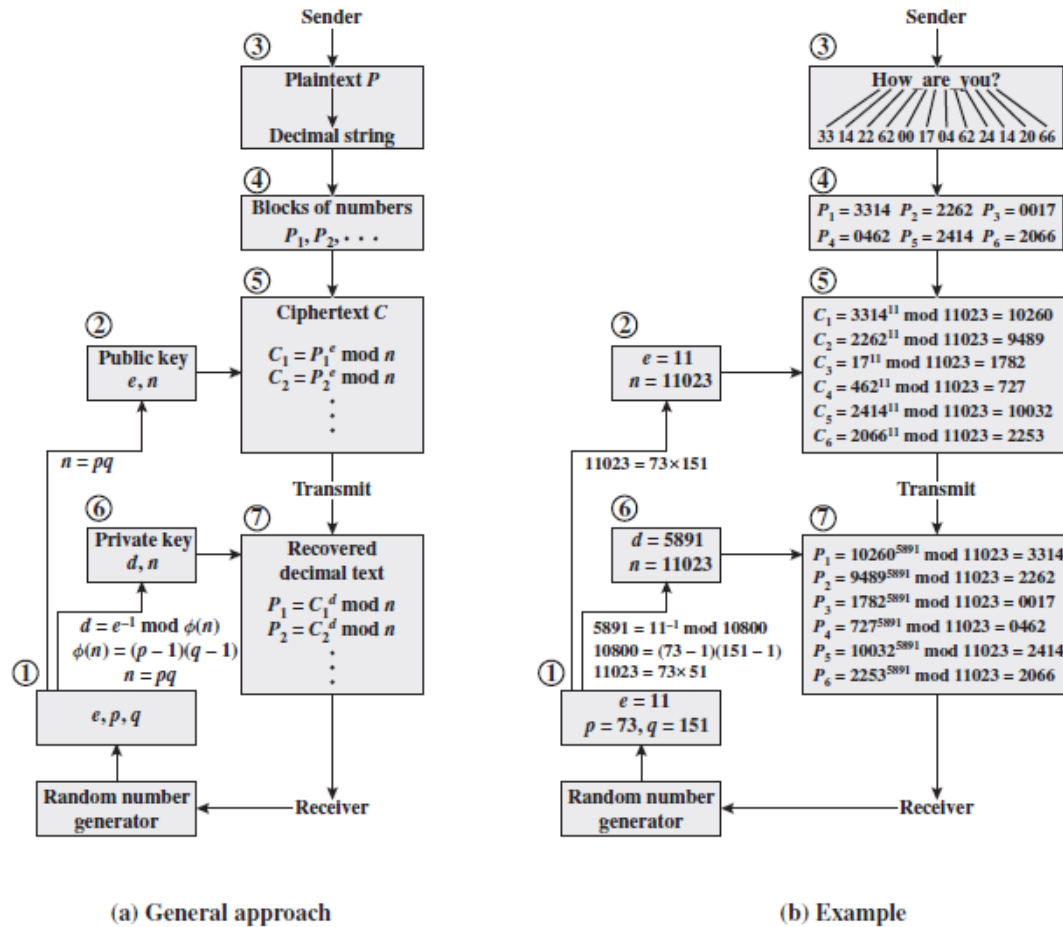 Sender
③
Plaintext P
Decimal string
④
Blocks of numbers
P₁, P₂, . . .
⑤
Ciphertext C
C₁ = P₁ᵉ mod n
C₂ = P₂ᵉ mod n
②
Public key
e, n
n = pq
Transmit
⑥
Private key
d, n
⑦
Recovered
decimal text
P₁ = C₁ᵈ mod n
P₂ = C₂ᵈ mod n
d = e⁻¹ mod ϕ(n)
ϕ(n) = (p – 1)(q – 1)
n = pq
①
e, p, q
Random number
generator
Receiver
(a) General approach
Sender
③
How_are_you?
33 14 22 62 00 17 04 62 24 14 20 66
④
P₁ = 3314 P₂ = 2262 P₃ = 0017
P₄ = 0462 P₅ = 2414 P₆ = 2066
⑤
C₁ = 3314¹¹ mod 11023 = 10260
C₂ = 2262¹¹ mod 11023 = 9489
C₃ = 17¹¹ mod 11023 = 1782
C₄ = 462¹¹ mod 11023 = 727
C₅ = 2414¹¹ mod 11023 = 10032
C₆ = 2066¹¹ mod 11023 = 2253
②
e = 11
n = 11023
11023 = 73×151
Transmit
⑥
d = 5891
n = 11023
⑦
P₁ = 10260⁵⁸⁹¹ mod 11023 = 3314
P₂ = 9489⁵⁸⁹¹ mod 11023 = 2262
P₃ = 1782⁵⁸⁹¹ mod 11023 = 0017
P₄ = 727⁵⁸⁹¹ mod 11023 = 0462
P₅ = 10032⁵⁸⁹¹ mod 11023 = 2414
P₆ = 2253⁵⁸⁹¹ mod 11023 = 2066
5891 = 11⁻¹ mod 10800
10800 = (73 – 1)(151 – 1)
11023 = 73×51
①
e = 11
p = 73, q = 151
Random number
generator
Receiver
(b) Example